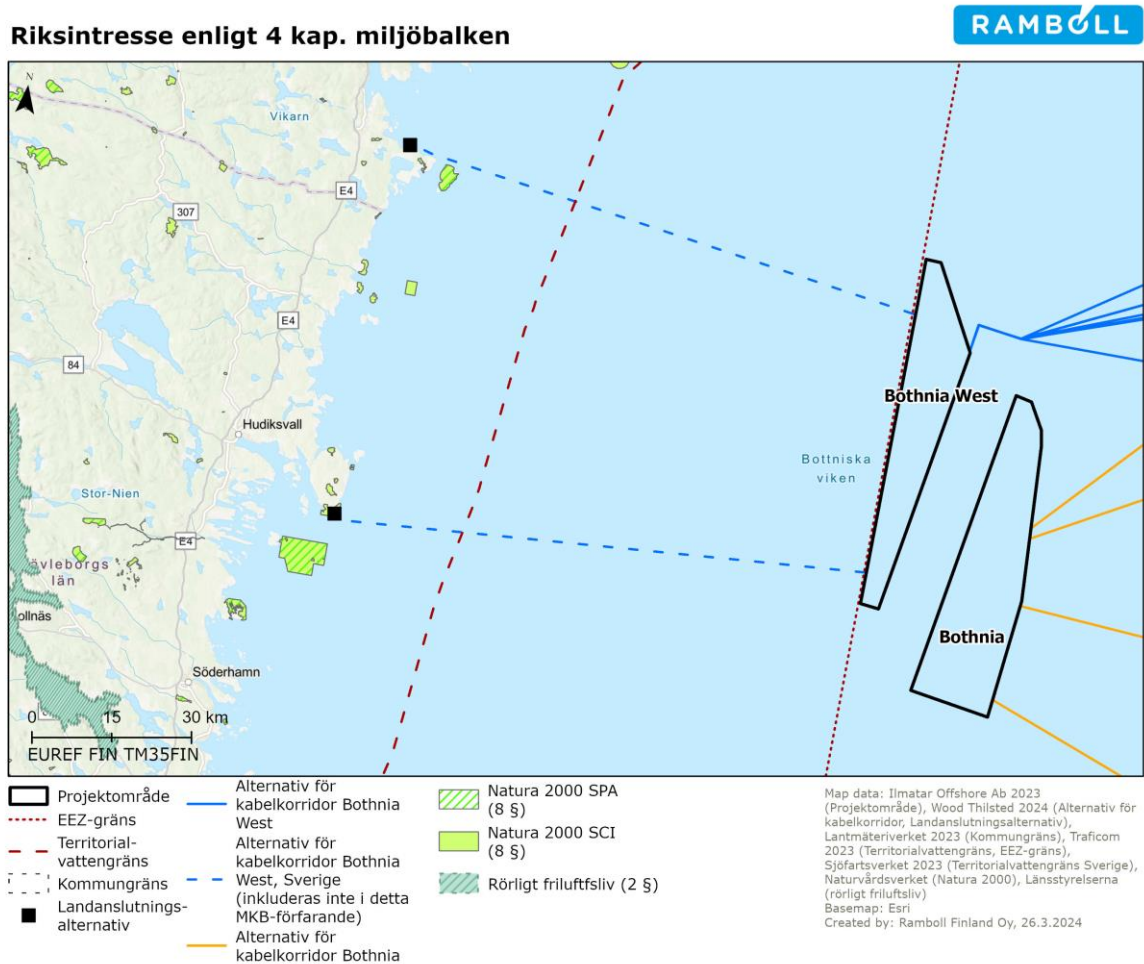 Riksintresse enligt 4 kap. miljöbalken
RAMBOLL
N
Vikarn
E4
307
E4
84
Hudiksvall
Bothnia West
Bottniska
viken
Stor-Nien
E4
ävleborgs
län
ollnäs
Bothnia
Söderhamn
0 15 30 km
EUREF FIN TM35FIN
Projektområde
EEZ-gräns
Territorial-
vattengräns
Kommungräns
Landanslutnings-
alternativ
Alternativ för
kabelkorridor Bothnia
West
Alternativ för
kabelkorridor Bothnia
West, Sverige
(inkluderas inte i detta
MKB-förfarande)
Alternativ för
kabelkorridor Bothnia
Natura 2000 SPA
(8 §)
Natura 2000 SCI
(8 §)
Rörligt friluftsliv (2 §)
Map data: Ilmatar Offshore Ab 2023
(Projektområde), Wood Thilsted 2024 (Alternativ för
kabelkorridor, Landanslutningsalternativ),
Lantmäteriverket 2023 (Kommungräns), Traficom
2023 (Territorialvattengräns, EEZ-gräns),
Sjöfartsverket 2023 (Territorialvattengräns Sverige),
Naturvårdsverket (Natura 2000), Länsstyrelserna
(rörligt friluftsliv)
Basemap: Esri
Created by: Ramboll Finland Oy, 26.3.2024